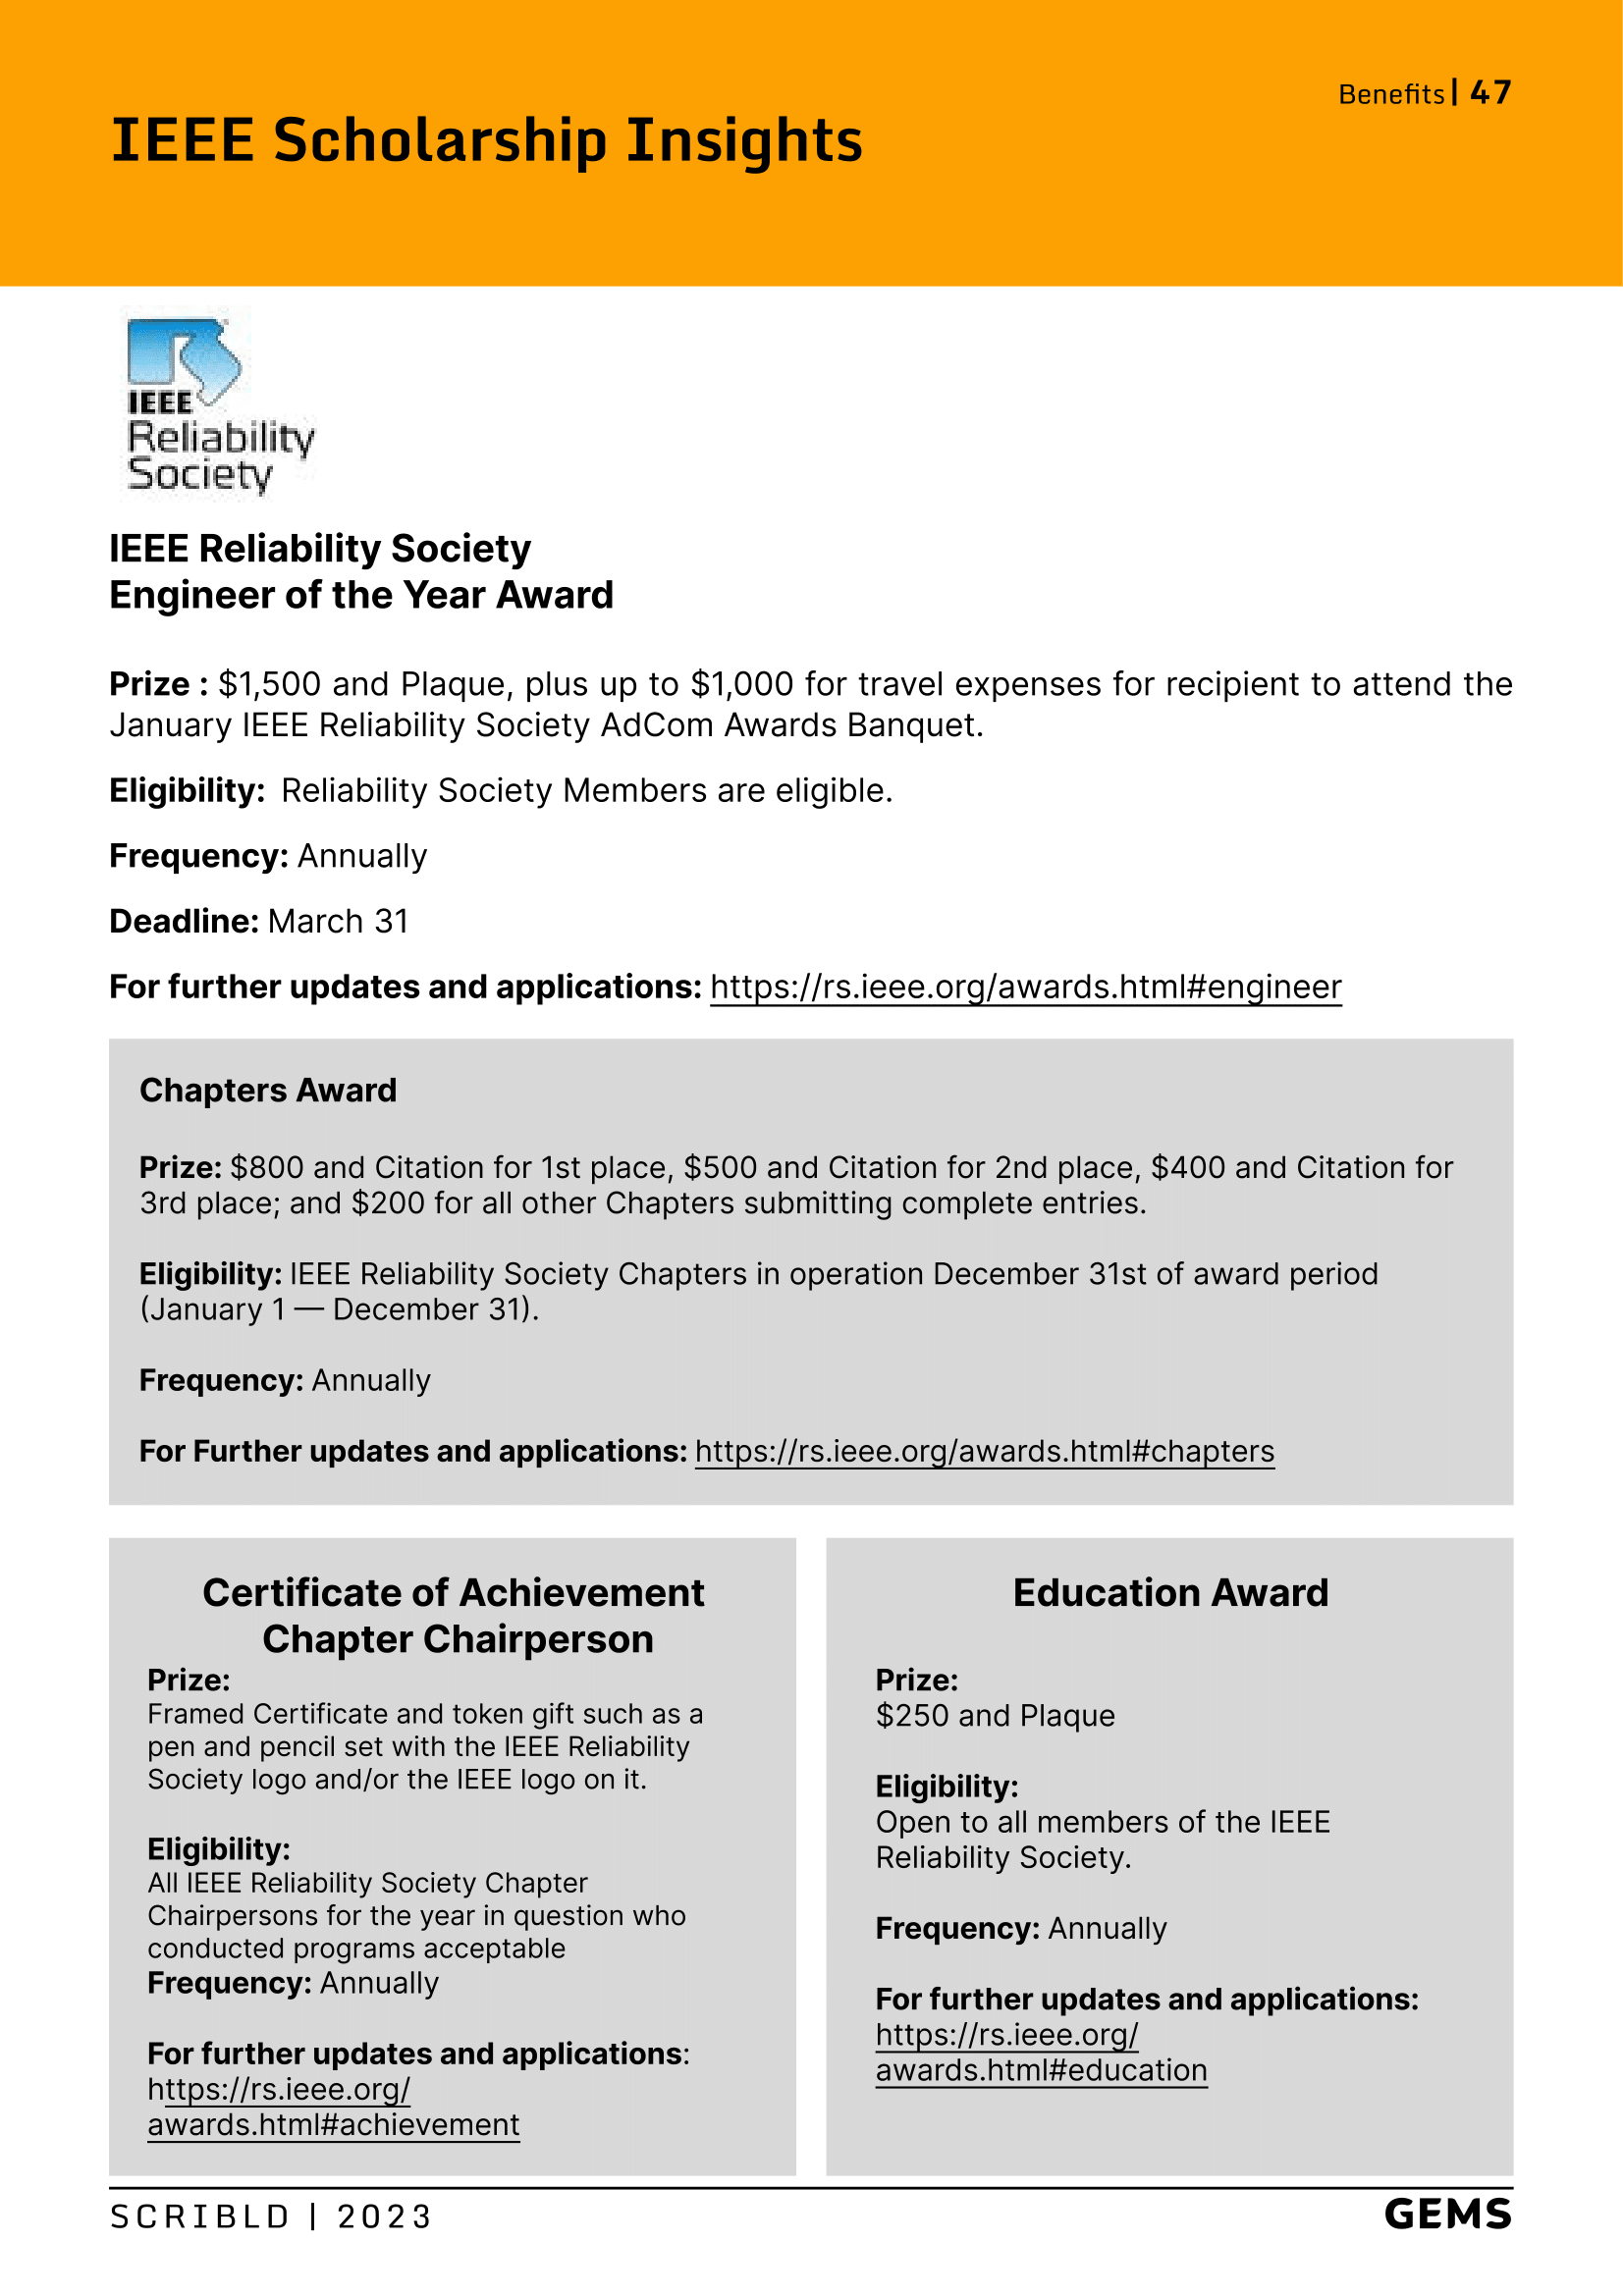 Benefits| 47
IEEE Scholarship Insights
IEEE
Reliability
Society
IEEE Reliability Society
Engineer of the Year Award
Prize : $1,500 and Plaque, plus up to $1,000 for travel expenses for recipient to attend the
January IEEE Reliability Society AdCom Awards Banquet.
Eligibility: Reliability Society Members are eligible.
Frequency: Annually
Deadline: March 31
For further updates and applications: https://rs.ieee.org/awards.html#engineer
Chapters Award
Prize: $800 and Citation for 1st place, $500 and Citation for 2nd place, $400 and Citation for
3rd place; and $200 for all other Chapters submitting complete entries.
Eligibility: IEEE Reliability Society Chapters in operation December 31st of award period
(January 1 — December 31).
Frequency: Annually
For Further updates and applications: https://rs.ieee.org/awards.html#chapters
Certificate of Achievement
Chapter Chairperson
Prize:
Framed Certificate and token gift such as a
pen and pencil set with the IEEE Reliability
Society logo and/or the IEEE logo on it.
Eligibility:
All IEEE Reliability Society Chapter
Chairpersons for the year in question who
conducted programs acceptable
Frequency: Annually
For further updates and applications:
https://rs.ieee.org/
awards.html#achievement
Education Award
Prize:
$250 and Plaque
Eligibility:
Open to all members of the IEEE
Reliability Society.
Frequency: Annually
For further updates and applications:
https://rs.ieee.org/
awards.html#education
SCRIBLD | 2023
GEMS